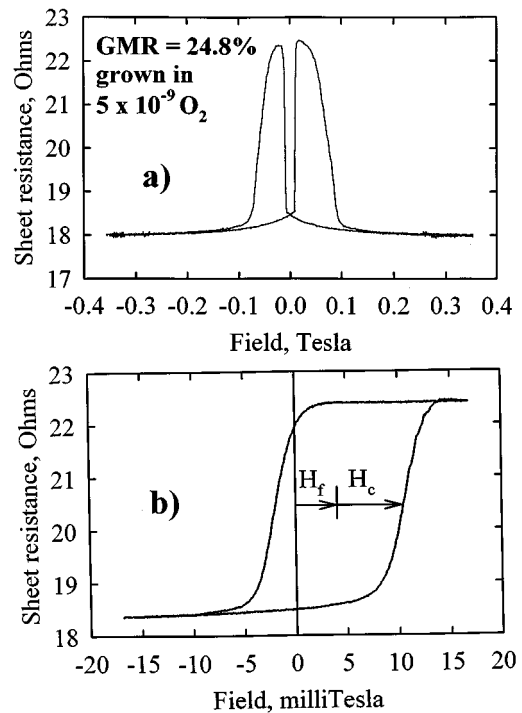 23
22
21
20
19
18
17
Sheet resistance, Ohms
GMR = 24.8%
grown in
5 x 10⁻⁹ O₂
a)
-0.4 -0.3 -0.2 -0.1 0.0 0.1 0.2 0.3 0.4
Field, Tesla
23
22
21
20
19
18
Sheet resistance, Ohms
b)
H_f
H_c
-20 -15 -10 -5 0 5 10 15 20
Field, milliTesla